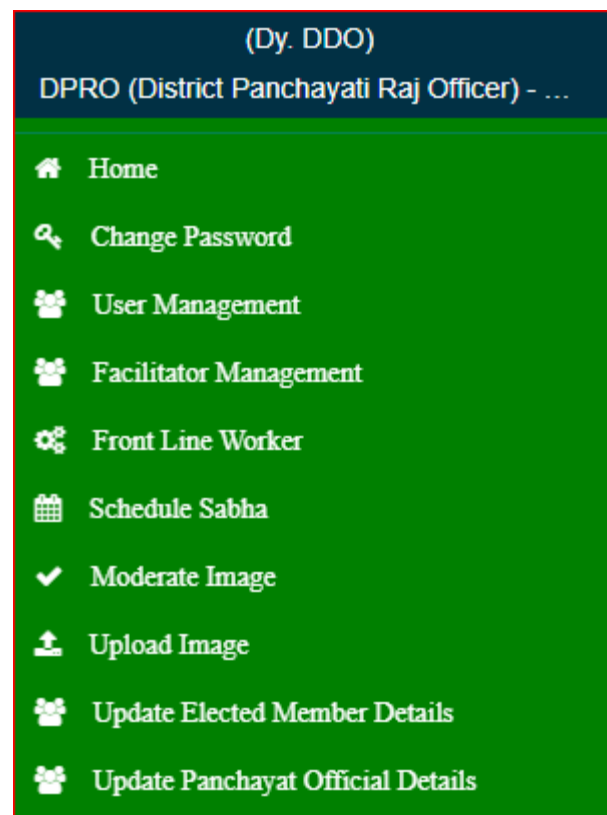 (Dy. DDO)
DPRO (District Panchayati Raj Officer) - ...
Home
Change Password
User Management
Facilitator Management
Front Line Worker
Schedule Sabha
Moderate Image
Upload Image
Update Elected Member Details
Update Panchayat Official Details